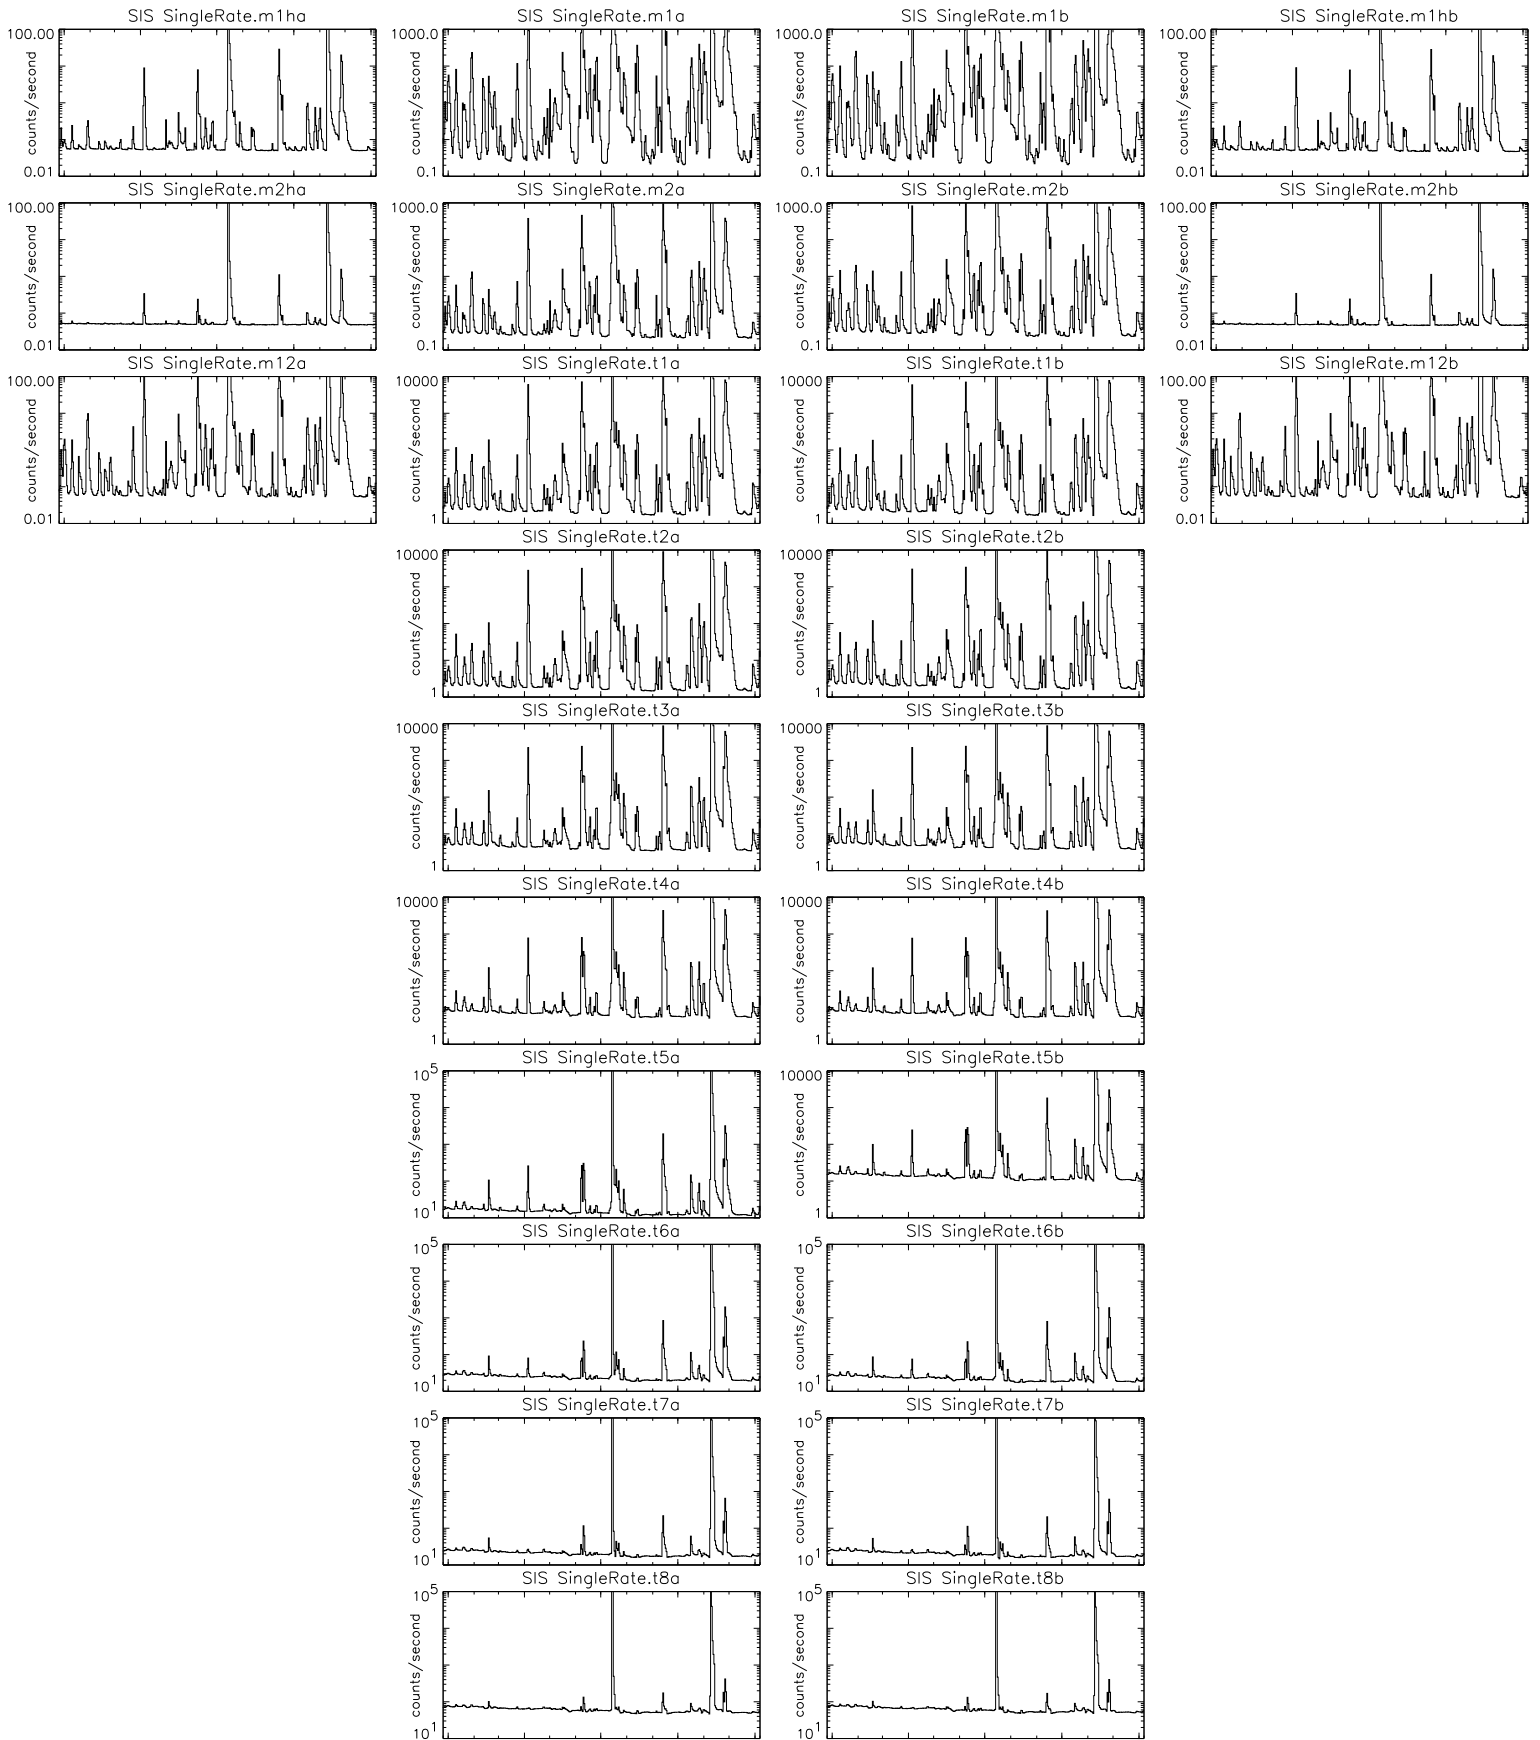 SIS SingleRate.m1ha
100.00
counts/second
0.01
SIS SingleRate.m1a
1000.0
counts/second
0.1
SIS SingleRate.m1b
1000.0
counts/second
0.1
SIS SingleRate.m1hb
100.00
counts/second
0.01
SIS SingleRate.m2ha
100.00
counts/second
0.01
SIS SingleRate.m2a
1000.0
counts/second
0.1
SIS SingleRate.m2b
1000.0
counts/second
0.1
SIS SingleRate.m2hb
100.00
counts/second
0.01
SIS SingleRate.m12a
100.00
counts/second
0.01
SIS SingleRate.t1a
10000
counts/second
1
SIS SingleRate.t1b
10000
counts/second
1
SIS SingleRate.m12b
100.00
counts/second
0.01
SIS SingleRate.t2a
10000
counts/second
1
SIS SingleRate.t2b
10000
counts/second
1
SIS SingleRate.t3a
10000
counts/second
1
SIS SingleRate.t3b
10000
counts/second
1
SIS SingleRate.t4a
10000
counts/second
1
SIS SingleRate.t4b
10000
counts/second
1
SIS SingleRate.t5a
10^5
counts/second
10^1
SIS SingleRate.t5b
10000
counts/second
1
SIS SingleRate.t6a
10^5
counts/second
10^1
SIS SingleRate.t6b
10^5
counts/second
10^1
SIS SingleRate.t7a
10^5
counts/second
10^1
SIS SingleRate.t7b
10^5
counts/second
10^1
SIS SingleRate.t8a
10^5
counts/second
10^1
SIS SingleRate.t8b
10^5
counts/second
10^1